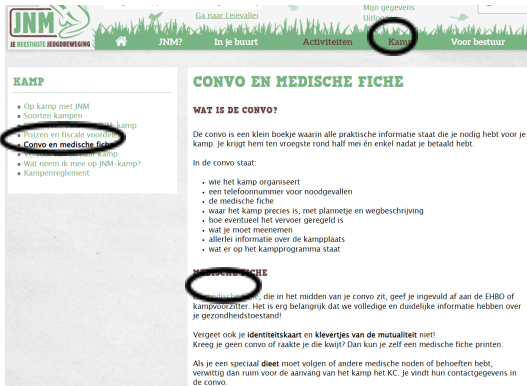 JNM
JE BEESTIGSTE JEUGDBEWEGING
Ga naar Leievallei
Mijn gegevens
JNM?
In je buurt
Activiteiten
Kamp
Voor bestuur
KAMP
Op kamp met JNM
Soorten kampen
Prijzen en fiscale voordelen
Convo en medische fiche
Wat neem ik mee op JNM-kamp?
Kampenreglement
CONVO EN MEDISCHE FICHE
WAT IS DE CONVO?
De convo is een klein boekje waarin alle praktische informatie staat die je nodig hebt voor je
kamp. Je krijgt hem ten vroegste rond half mei én enkel nadat je betaald hebt.
In de convo staat:
wie het kamp organiseert
een telefoonnummer voor noodgevallen
de medische fiche
waar het kamp precies is, met plannetje en wegbeschrijving
hoe eventueel het vervoer geregeld is
wat je moet meenemen
allerlei informatie over de kampplaats
wat er op het kampprogramma staat
MEDISCHE FICHE
medische fiche, die in het midden van je convo zit, geef je ingevuld af aan de EHBO of
kampvoorzitter. Het is erg belangrijk dat we volledige en duidelijke informatie hebben over
je gezondheidstoestand!
Vergeet ook je identiteitskaart en klevertjes van de mutualiteit niet!
Kreeg je geen convo of raakte je die kwijt? Dan kun je zelf een medische fiche printen.
Als je een speciaal dieet moet volgen of andere medische noden of behoeften hebt,
verwittig dan ruim voor de aanvang van het kamp het KC. Je vindt hun contactgegevens in
de convo.